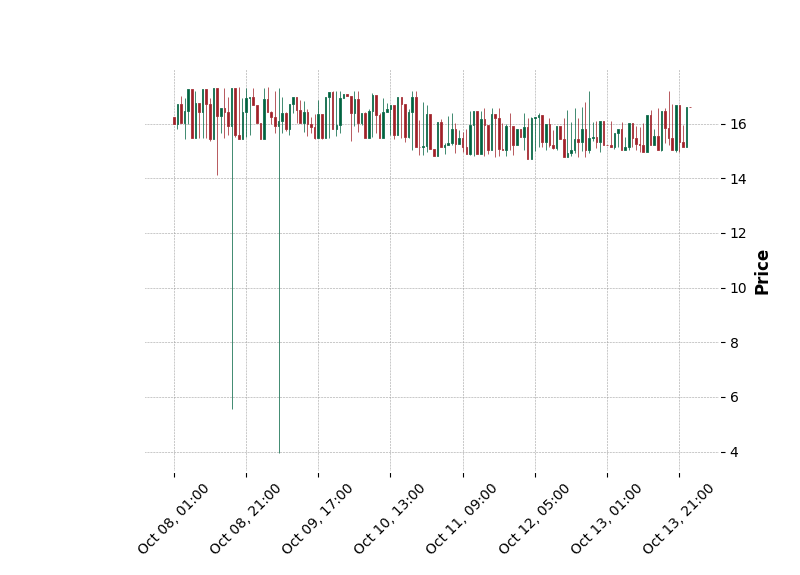 16
14
12
10
8
6
4
Price
Oct 08, 01:00
Oct 08, 21:00
Oct 09, 17:00
Oct 10, 13:00
Oct 11, 09:00
Oct 12, 05:00
Oct 13, 01:00
Oct 13, 21:00